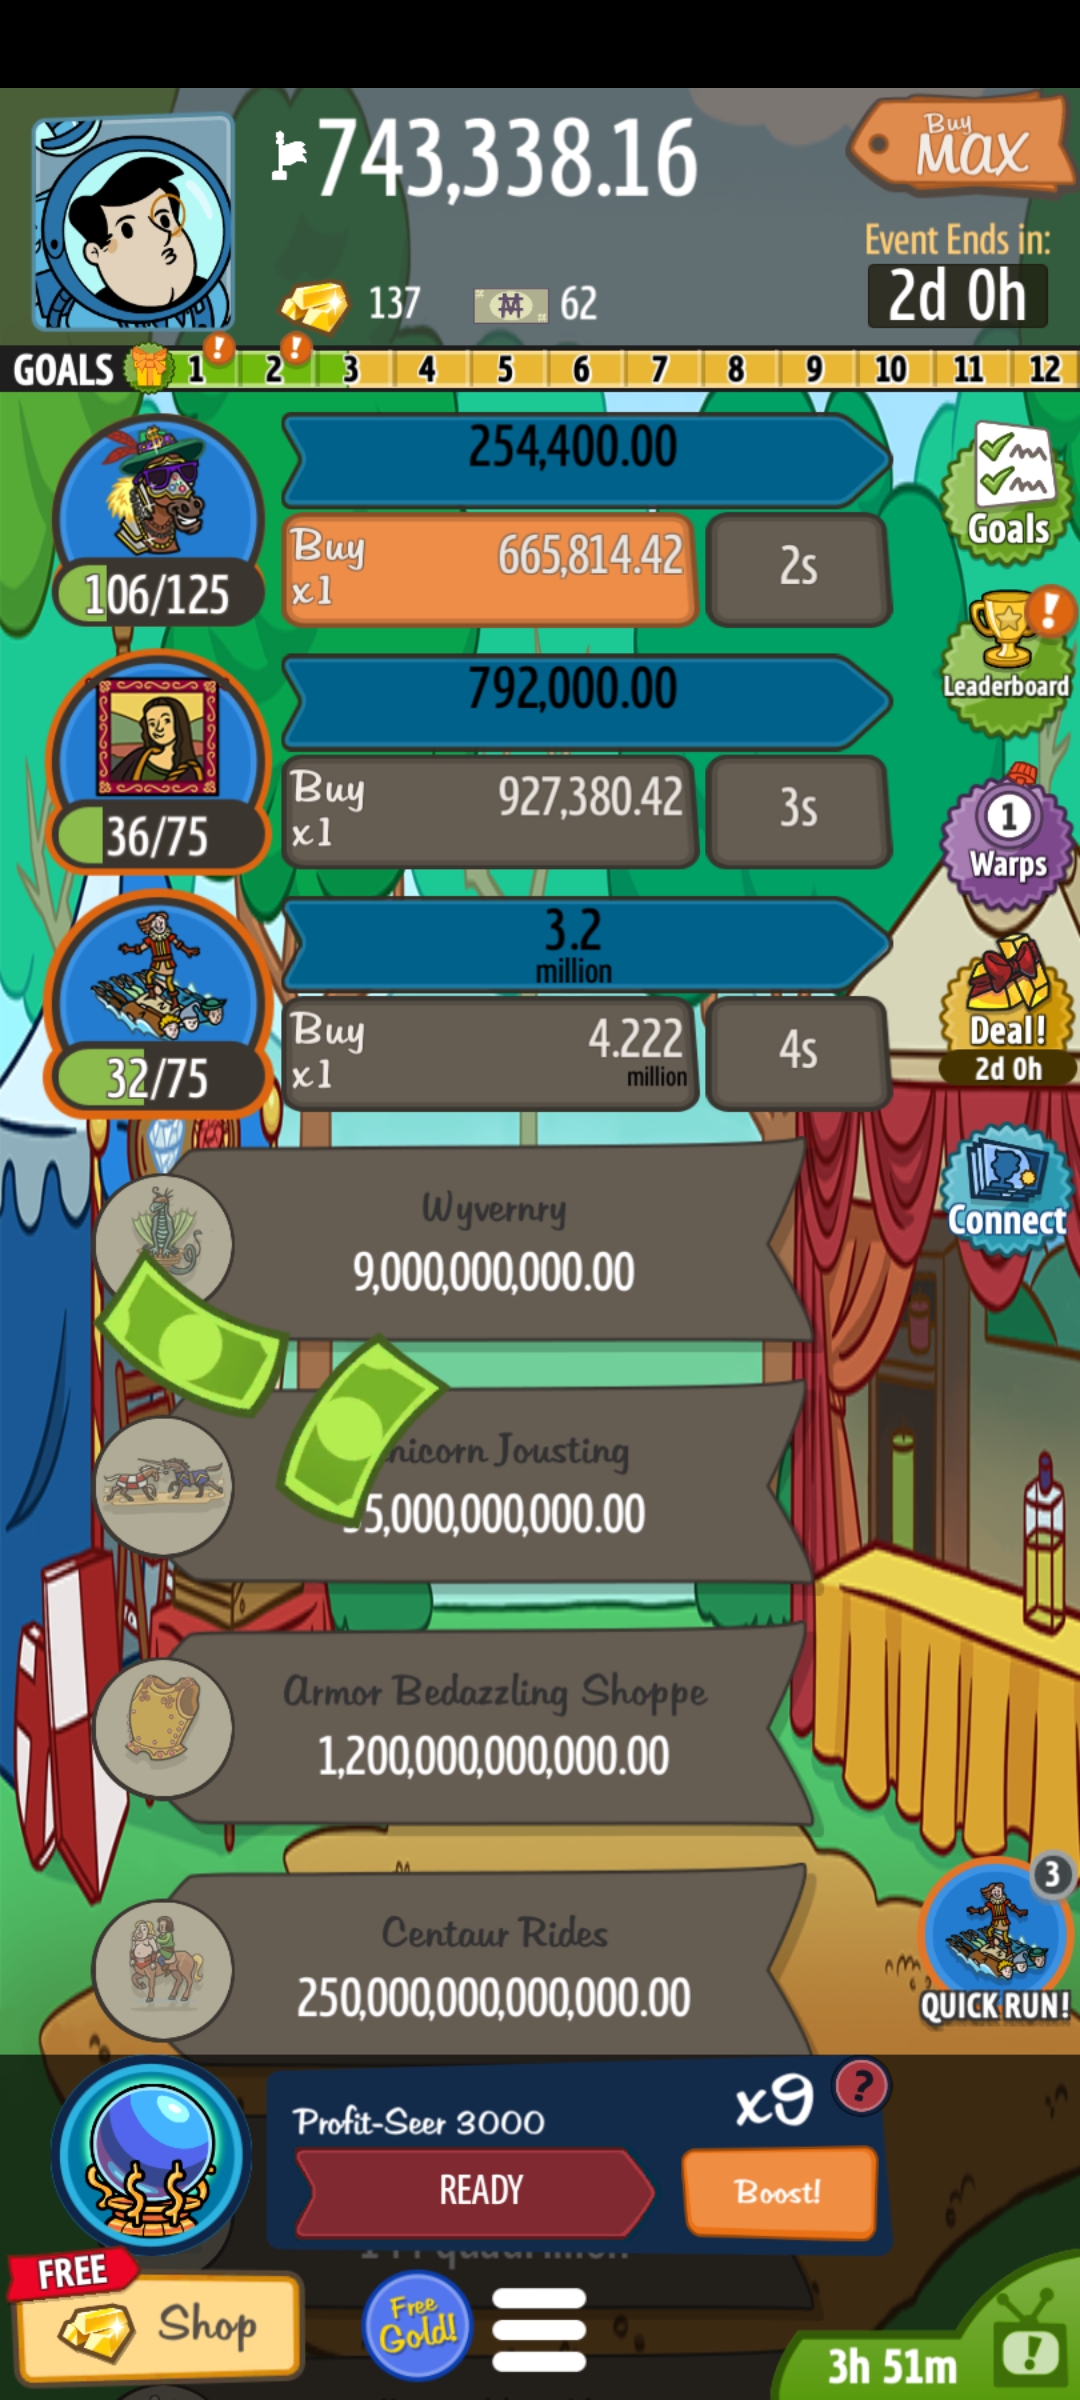 743,338.16
Buy
MAX
Event Ends in:
2d 0h
137
62
GOALS 1 ! 2 ! 3 4 5 6 7 8 9 10 11 12
254,400.00
Buy
x1
665,814.42
2s
106/125
Goals
792,000.00
Buy
x1
927,380.42
3s
36/75
!
Leaderboard
1
Warps
3.2
million
Buy
x1
4.222
million
4s
32/75
Deal!
2d 0h
Connect
Wyvernry
9,000,000,000.00
nicorn Jousting
5,000,000,000.00
Armor Bedazzling Shoppe
1,200,000,000,000.00
Centaur Rides
250,000,000,000,000.00
3
QUICK RUN!
Profit-Seer 3000
x9
?
READY
Boost!
FREE
Shop
Free
Gold!
3h 51m
!